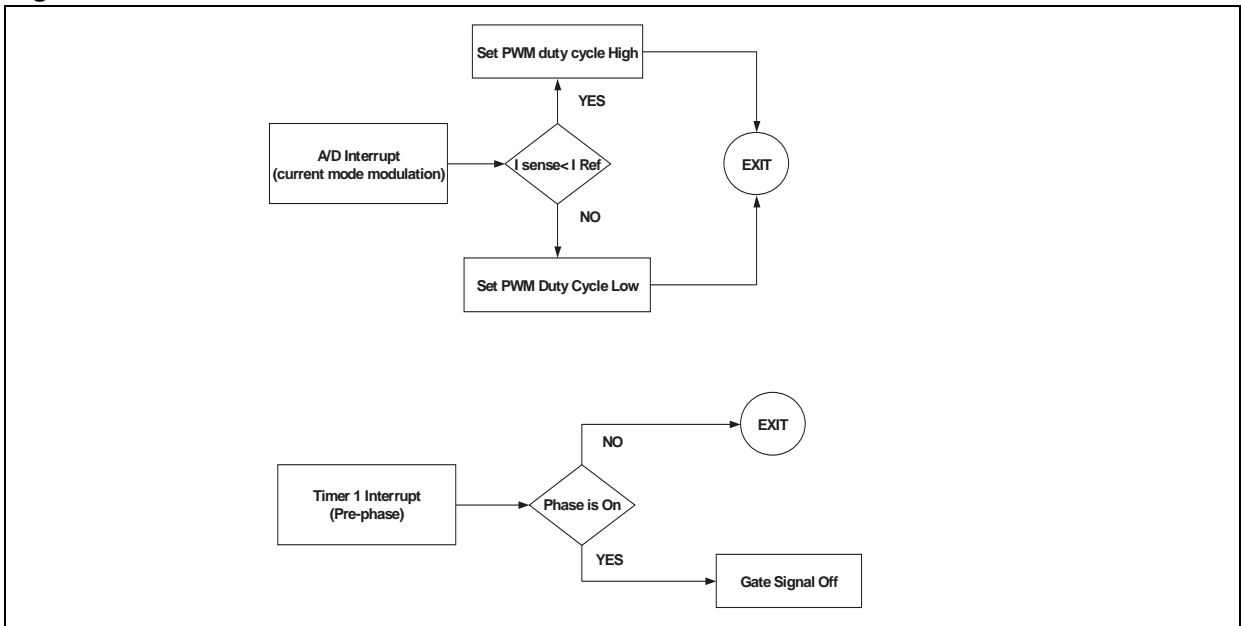 Set PWM duty cycle High
YES
A/D Interrupt
(current mode modulation)
I sense< I Ref
EXIT
NO
Set PWM Duty Cycle Low
EXIT
NO
Timer 1 Interrupt
(Pre-phase)
Phase is On
YES
Gate Signal Off